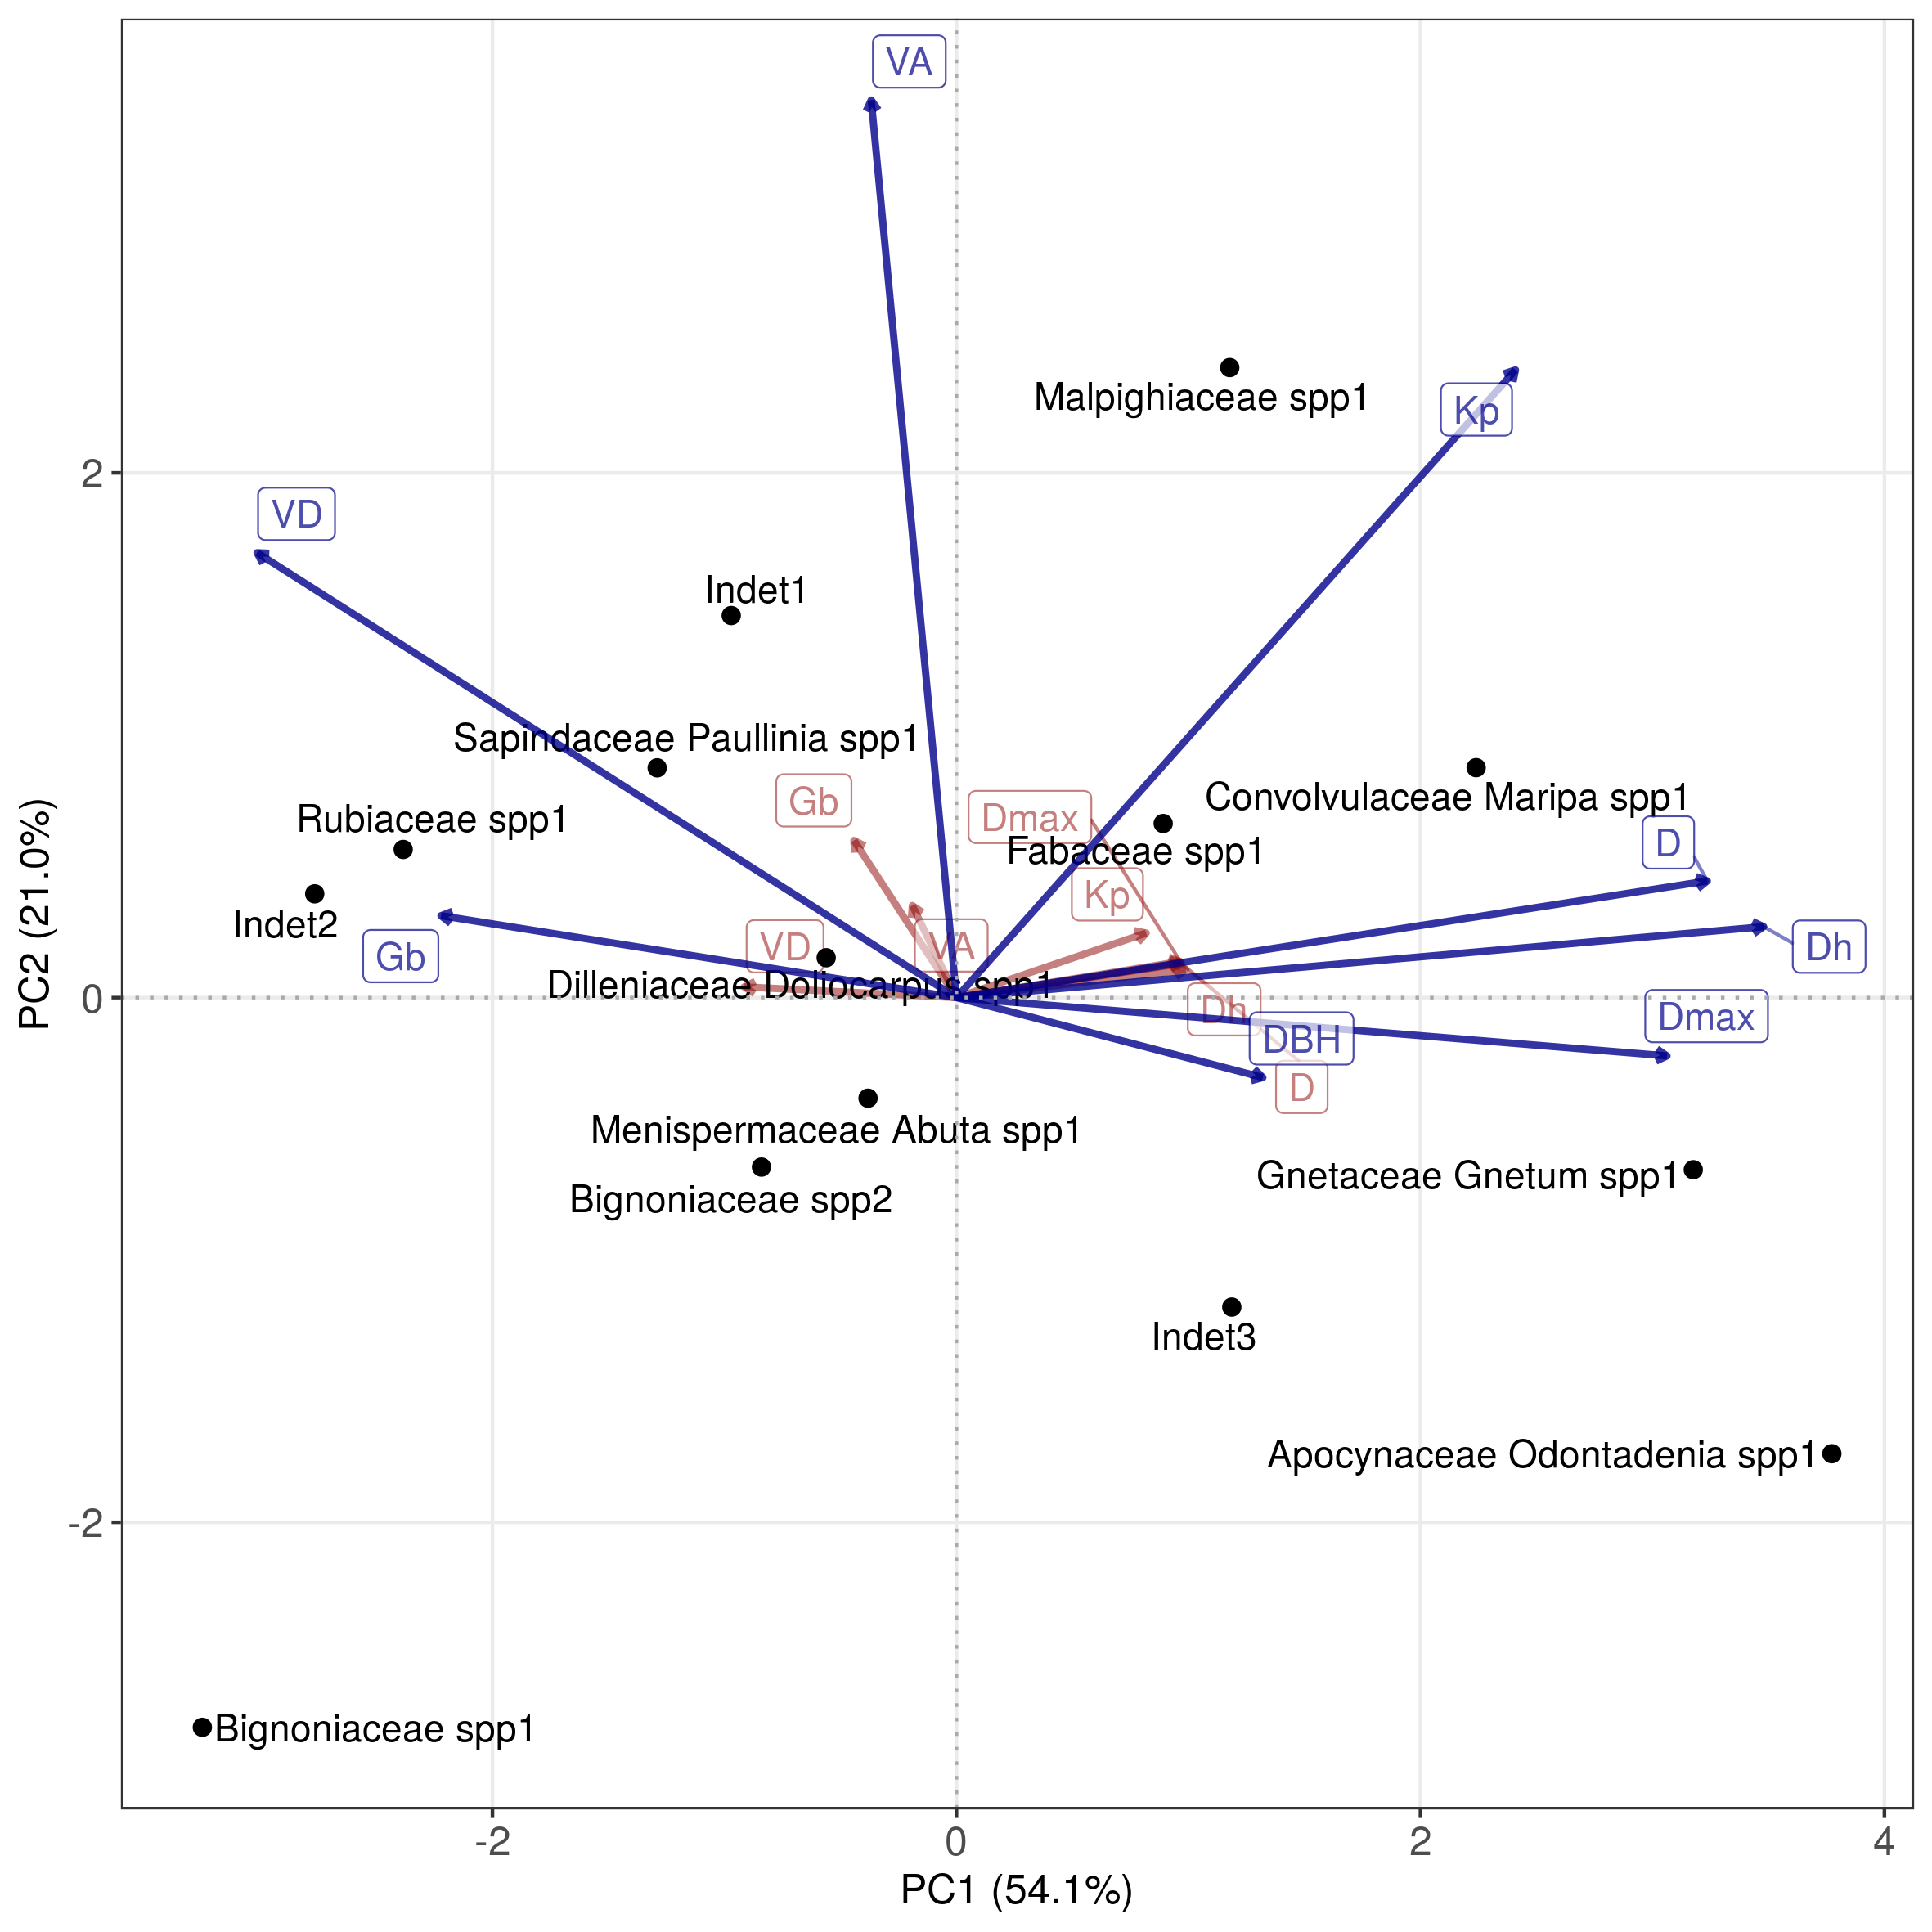 VA
Malpighiaceae spp1
Kp
2
VD
Indet1
Sapindaceae Paullinia spp1
Convolvulaceae Maripa spp1
Gb
Dmax
Rubiaceae spp1
Fabaceae spp1
D
Kp
Indet2
VD
VA
Dh
Gb
Dilleniaceae Doliocarpus spp1
0
Dh
Dmax
DBH
D
Menispermaceae Abuta spp1
Gnetaceae Gnetum spp1
Bignoniaceae spp2
Indet3
Apocynaceae Odontadenia spp1
-2
Bignoniaceae spp1
-2
0
2
4
PC1 (54.1%)
PC2 (21.0%)